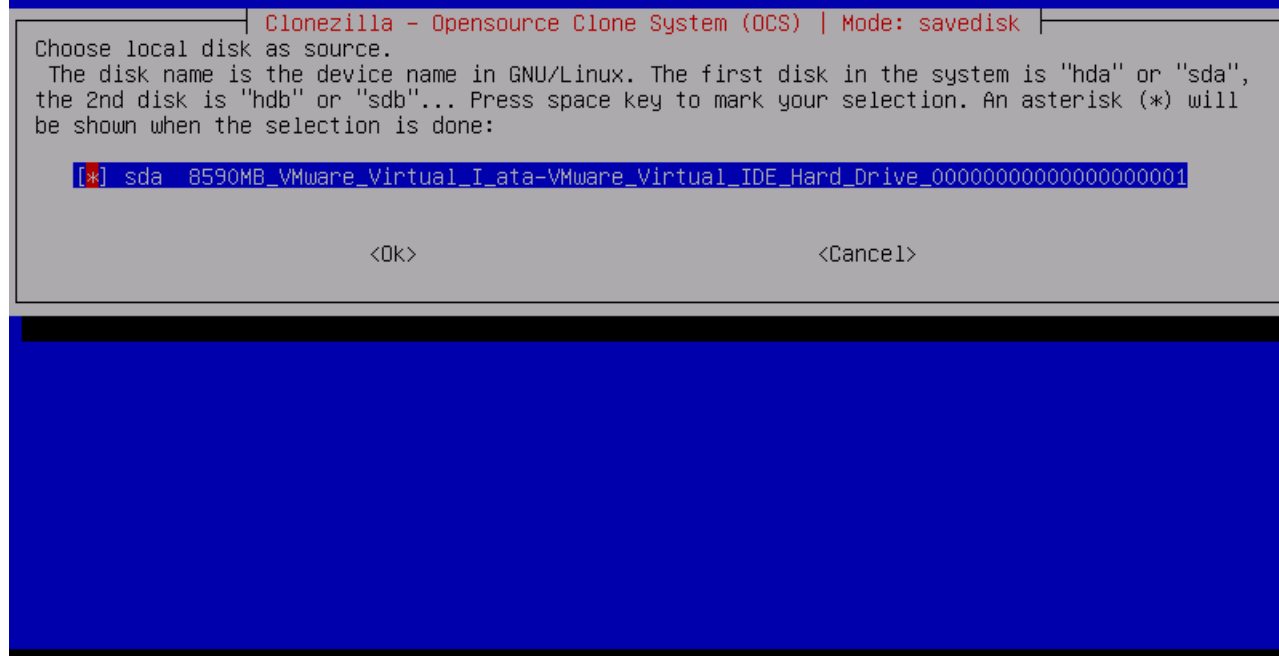 Clonezilla - Opensource Clone System (OCS) | Mode: savedisk
Choose local disk as source.
The disk name is the device name in GNU/Linux. The first disk in the system is "hda" or "sda",
the 2nd disk is "hdb" or "sdb"... Press space key to mark your selection. An asterisk (*) will
be shown when the selection is done:
[*] sda 8590MB_VMware_Virtual_I_ata-VMware_Virtual_IDE_Hard_Drive_00000000000000000001
<Ok> <Cancel>